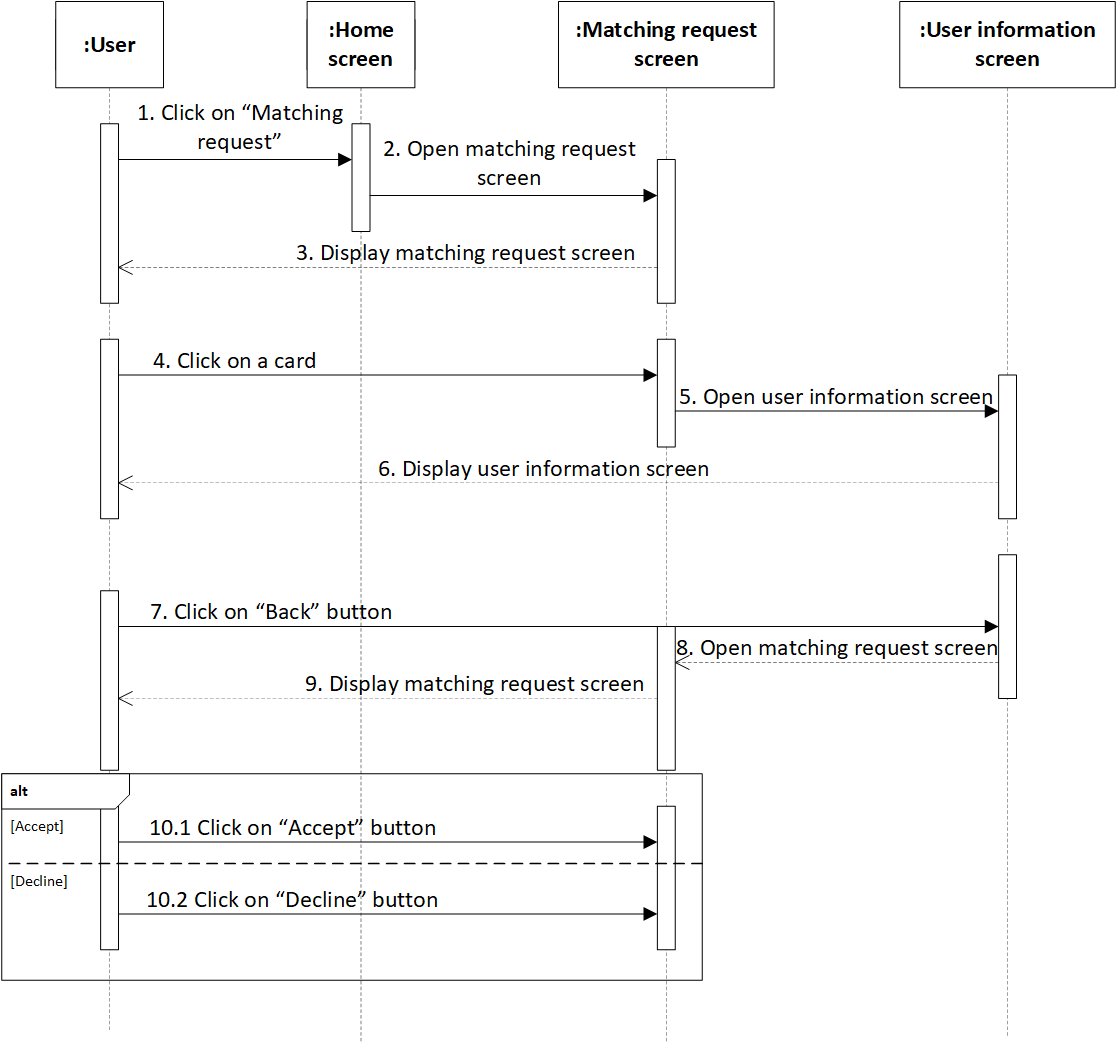 :User
:Home
screen
:Matching request
screen
:User information
screen
1. Click on “Matching
request”
2. Open matching request
screen
3. Display matching request screen
4. Click on a card
5. Open user information screen
6. Display user information screen
7. Click on “Back” button
8. Open matching request screen
9. Display matching request screen
alt
[Accept]
10.1 Click on “Accept” button
[Decline]
10.2 Click on “Decline” button